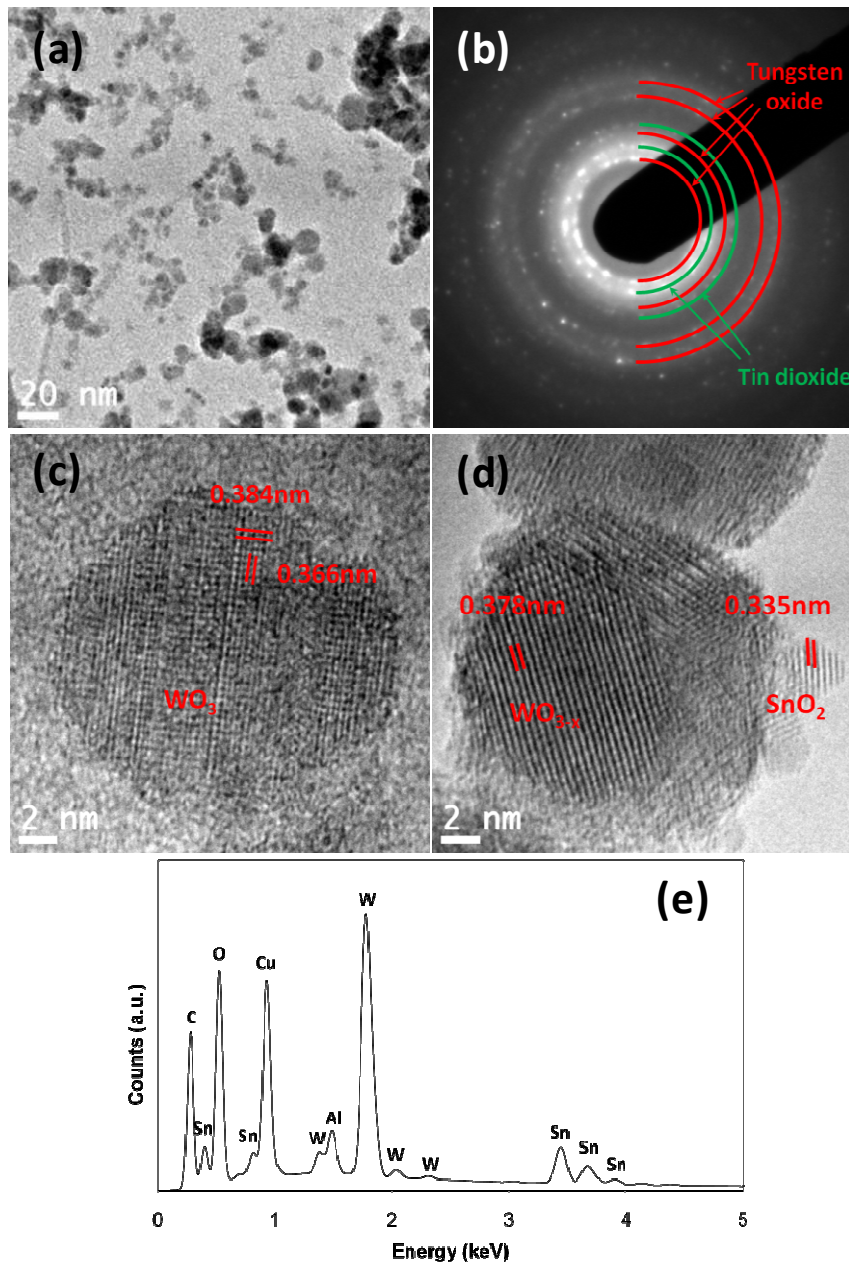 (a)
20 nm
(b)
Tungsten
oxide
Tin dioxide
(c)
0.384nm
0.366nm
WO3
2 nm
(d)
0.378nm
0.335nm
WO3-x
SnO2
2 nm
(e)
W
O
Cu
C
Sn
Sn
W
Al
W
W
Sn
Sn
Sn
Counts (a.u.)
0 1 2 3 4 5
Energy (keV)